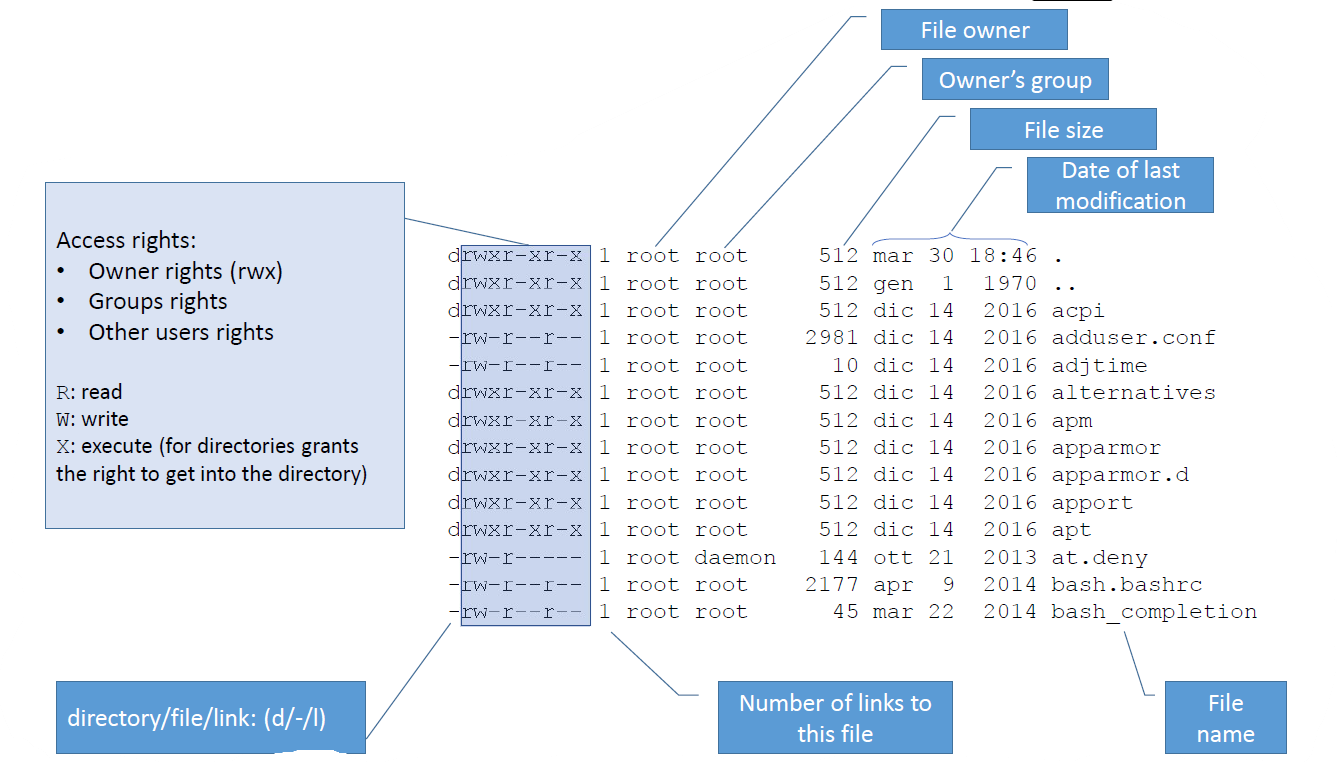 File owner
Owner's group
File size
Date of last
modification
Access rights:
• Owner rights (rwx)
• Groups rights
• Other users rights
R: read
W: write
X: execute (for directories grants
the right to get into the directory)
drwxr-xr-x 1 root root 512 mar 30 18:46 .
drwxr-xr-x 1 root root 512 gen 1 1970 ..
drwxr-xr-x 1 root root 512 dic 14 2016 acpi
-rw-r--r-- 1 root root 2981 dic 14 2016 adduser.conf
-rw-r--r-- 1 root root 10 dic 14 2016 adjtime
drwxr-xr-x 1 root root 512 dic 14 2016 alternatives
drwxr-xr-x 1 root root 512 dic 14 2016 apm
drwxr-xr-x 1 root root 512 dic 14 2016 apparmor
drwxr-xr-x 1 root root 512 dic 14 2016 apparmor.d
drwxr-xr-x 1 root root 512 dic 14 2016 apport
drwxr-xr-x 1 root root 512 dic 14 2016 apt
-rw-r----- 1 root daemon 144 ott 21 2013 at.deny
-rw-r--r-- 1 root root 2177 apr 9 2014 bash.bashrc
-rw-r--r-- 1 root root 45 mar 22 2014 bash_completion
directory/file/link: (d/-/l)
Number of links to
this file
File
name